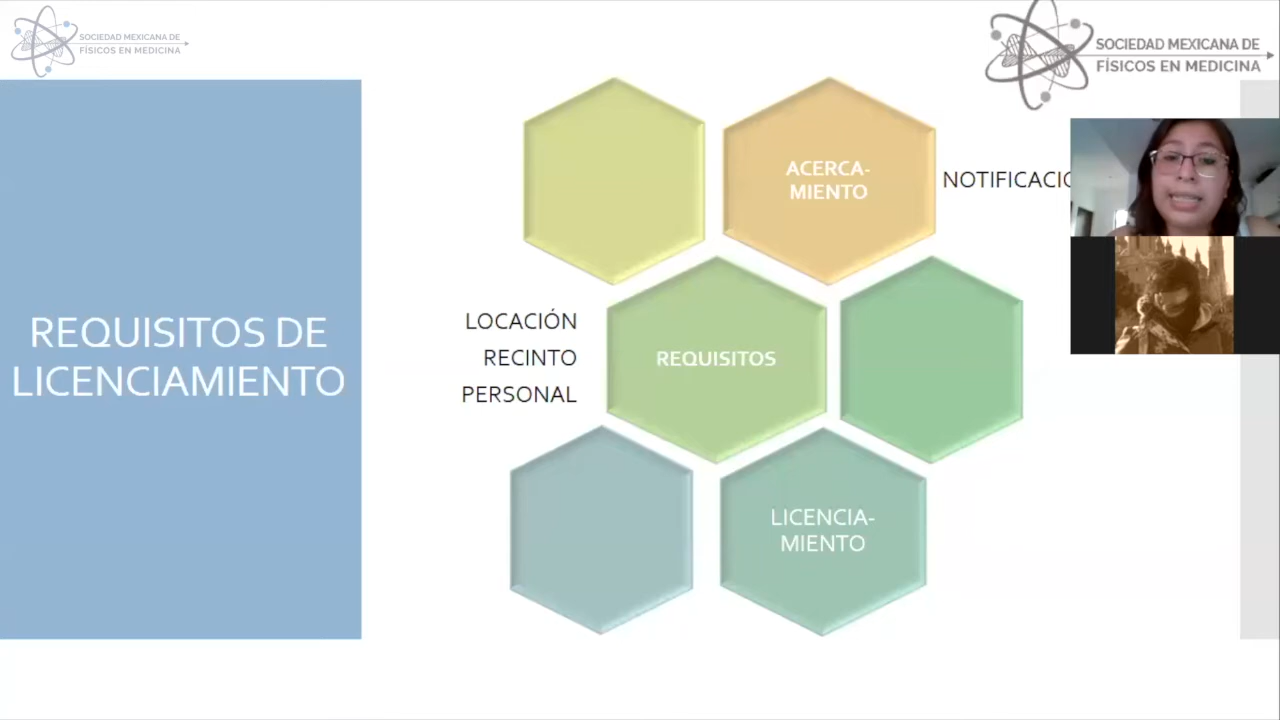 SOCIEDAD MEXICANA DE
FÍSICOS EN MEDICINA
SOCIEDAD MEXICANA DE
FÍSICOS EN MEDICINA
REQUISITOS DE
LICENCIAMIENTO
ACERCA-
MIENTO
LOCACIÓN
RECINTO
PERSONAL
REQUISITOS
LICENCIA-
MIENTO